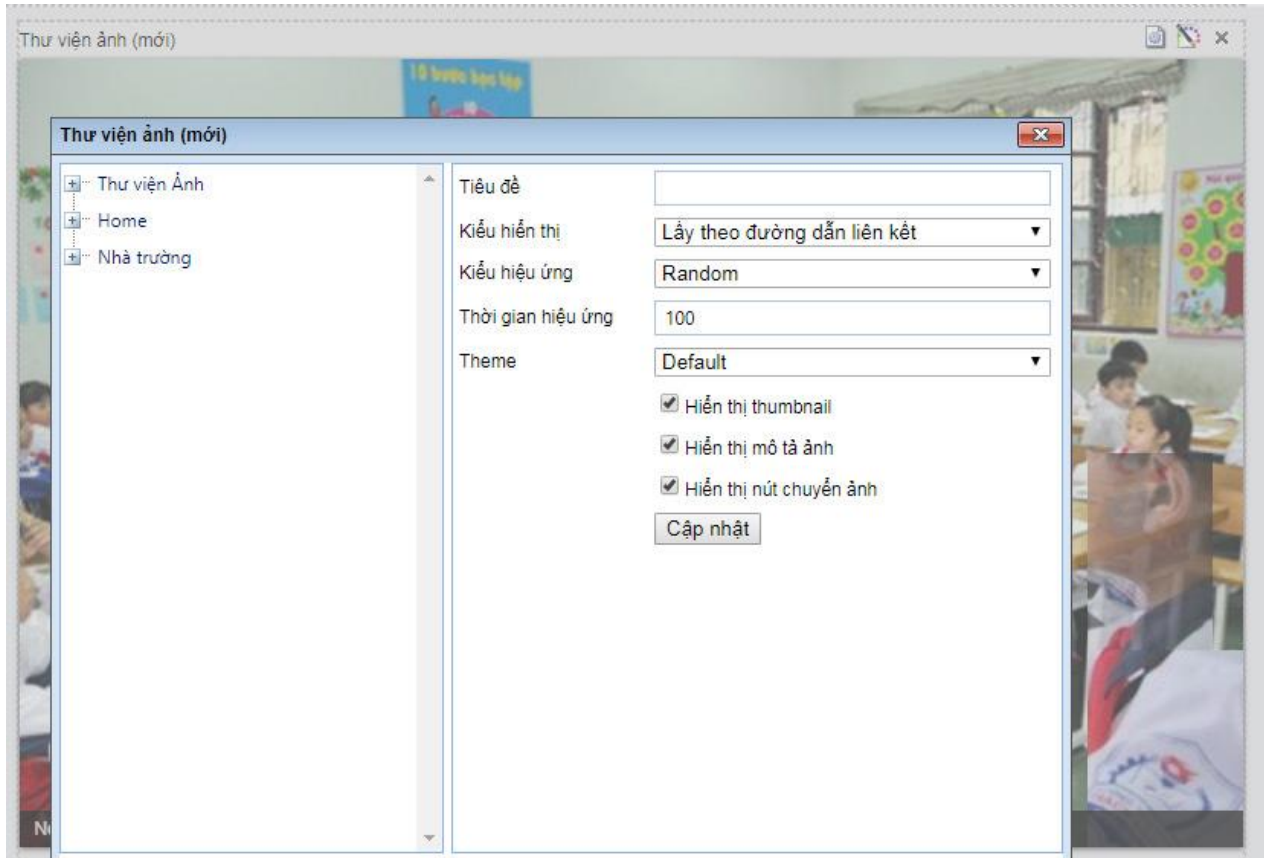 Thư viện ảnh (mới)
10 bước học tập
Thư viện ảnh (mới)
Thư viện Ảnh
Home
Nhà trường
Tiêu đề
Kiểu hiển thị
Lấy theo đường dẫn liên kết
Kiểu hiệu ứng
Random
Thời gian hiệu ứng
100
Theme
Default
Hiển thị thumbnail
Hiển thị mô tả ảnh
Hiển thị nút chuyển ảnh
Cập nhật